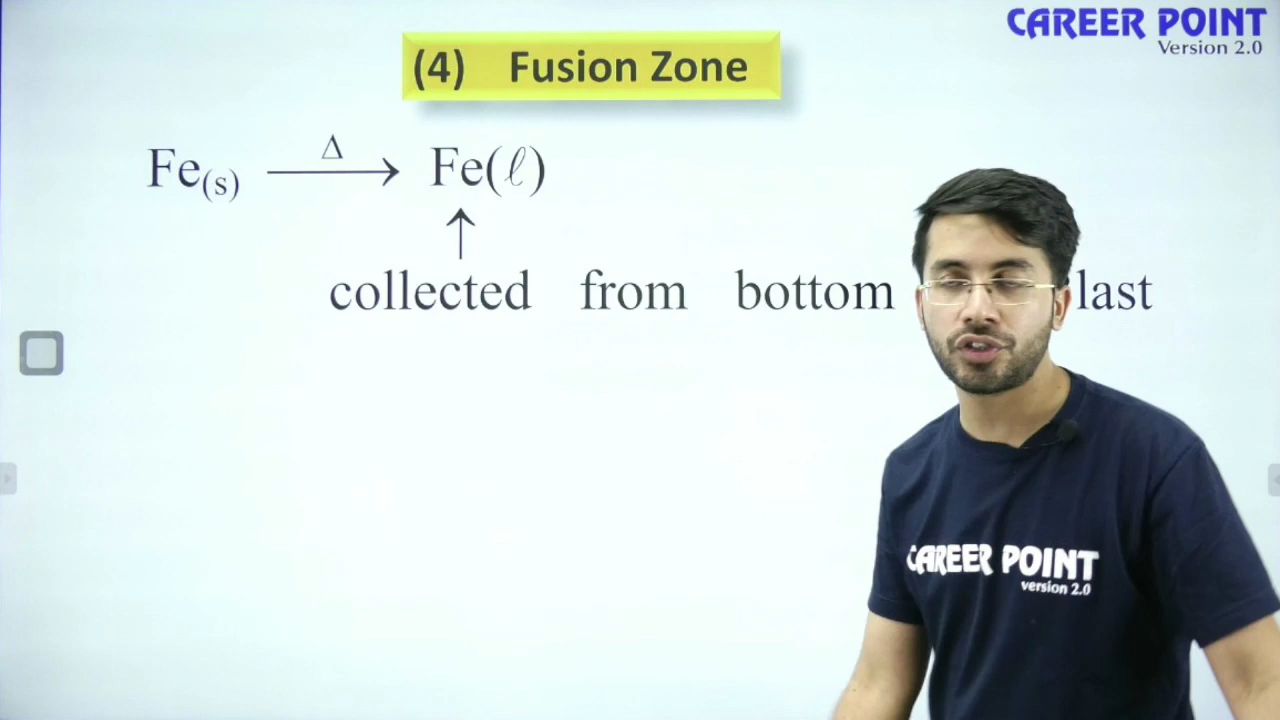 CAREER POINT
Version 2.0
(4) Fusion Zone
Fe(s) —Δ→ Fe(ℓ)
↑
collected from bottom last
CAREER POINT
version 2.0